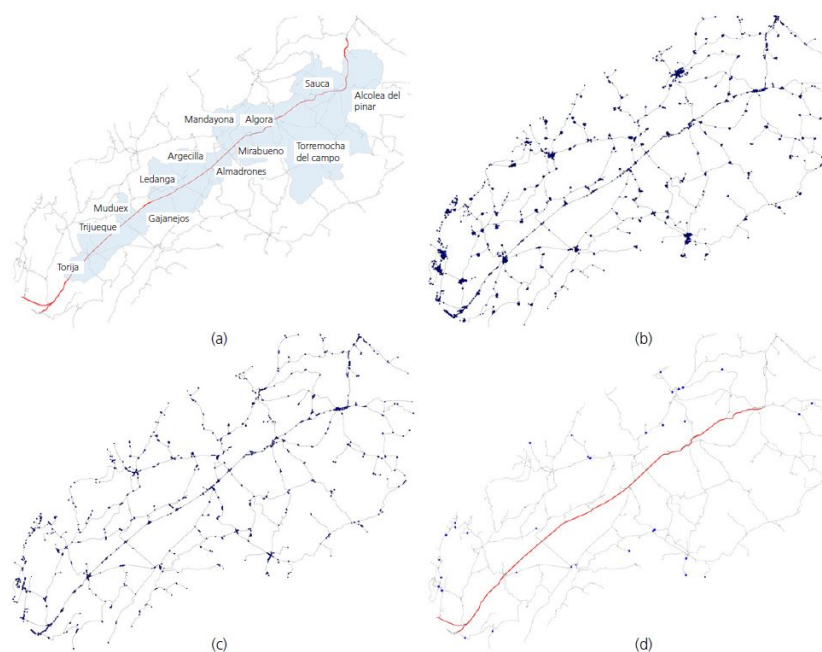 Sauca
Alcolea del
pinar
Mandayona
Algora
Torremocha
del campo
Mirabueno
Argecilla
Almadrones
Ledanga
Muduex
Gajanejos
Trijueque
Torija
(a)
(b)
(c)
(d)